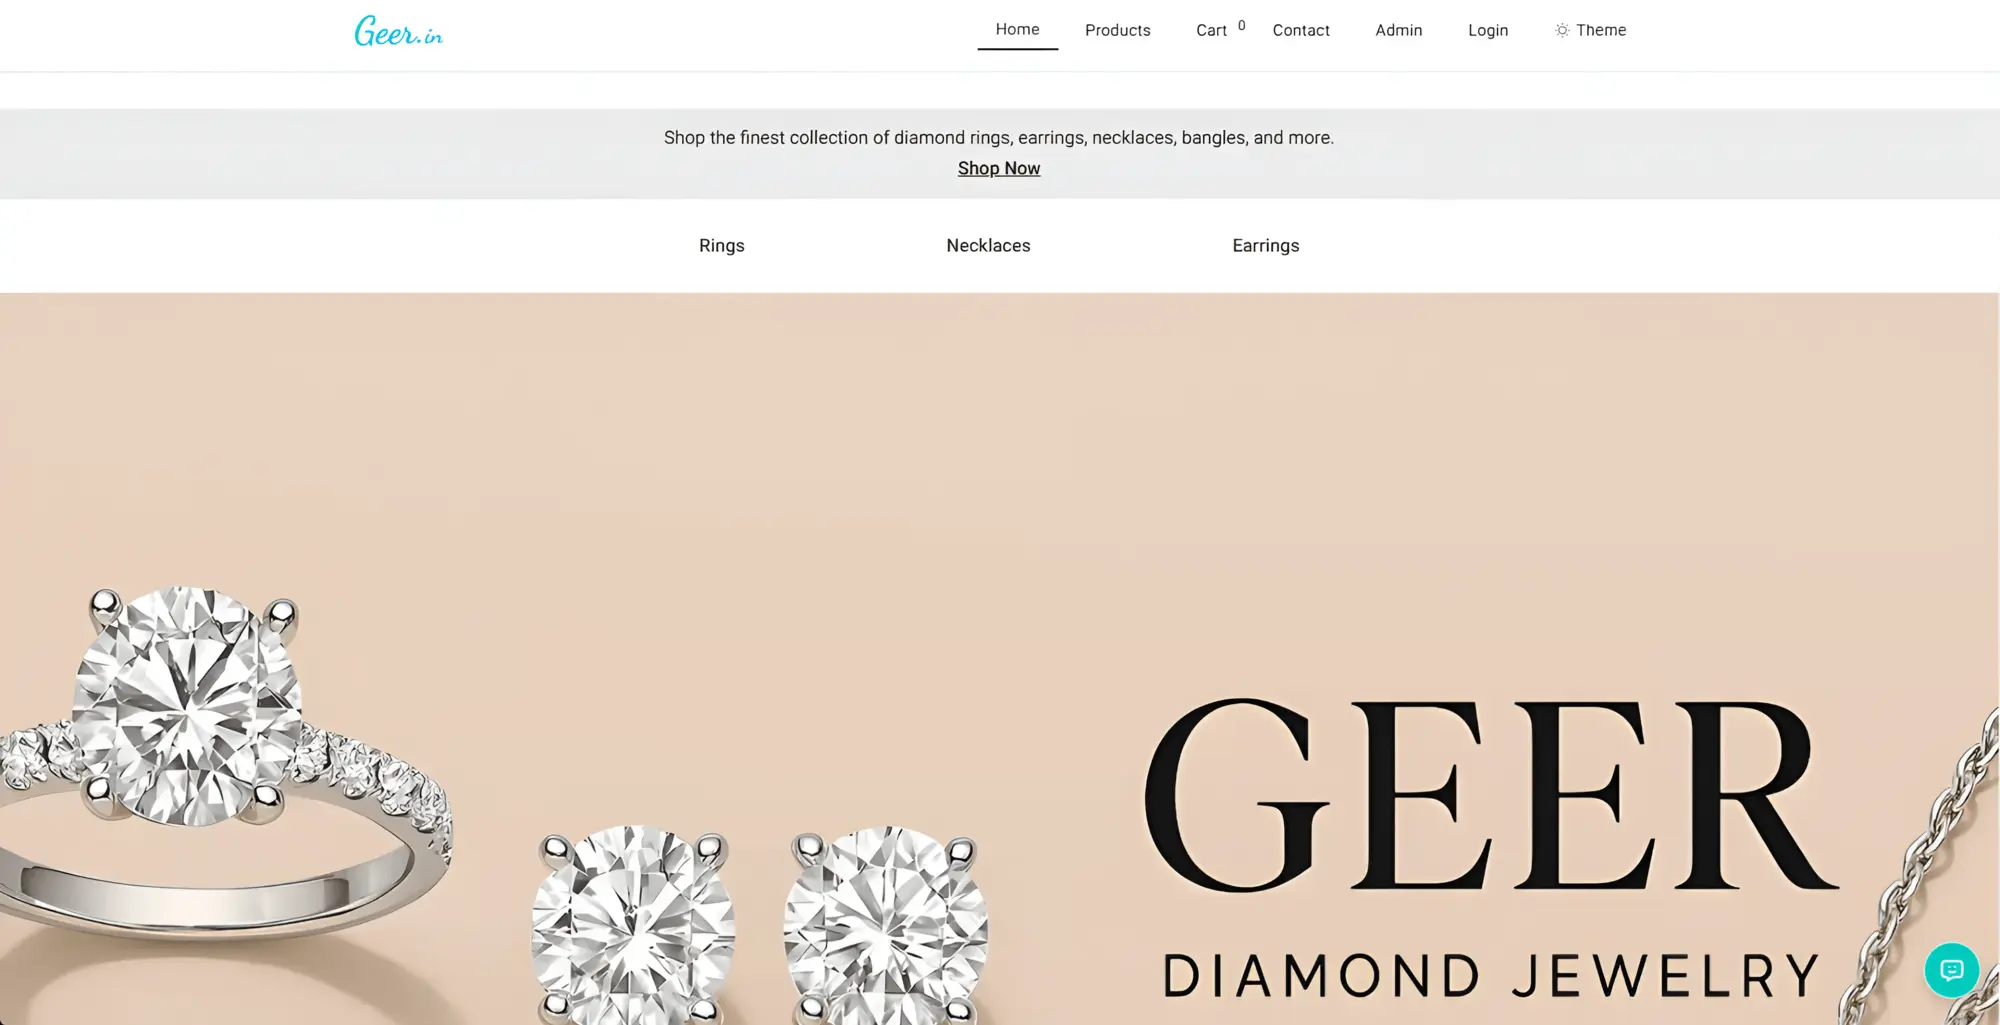 Geer.in
Home Products Cart 0 Contact Admin Login Theme
Shop the finest collection of diamond rings, earrings, necklaces, bangles, and more.
Shop Now
Rings Necklaces Earrings
GEER
DIAMOND JEWELRY